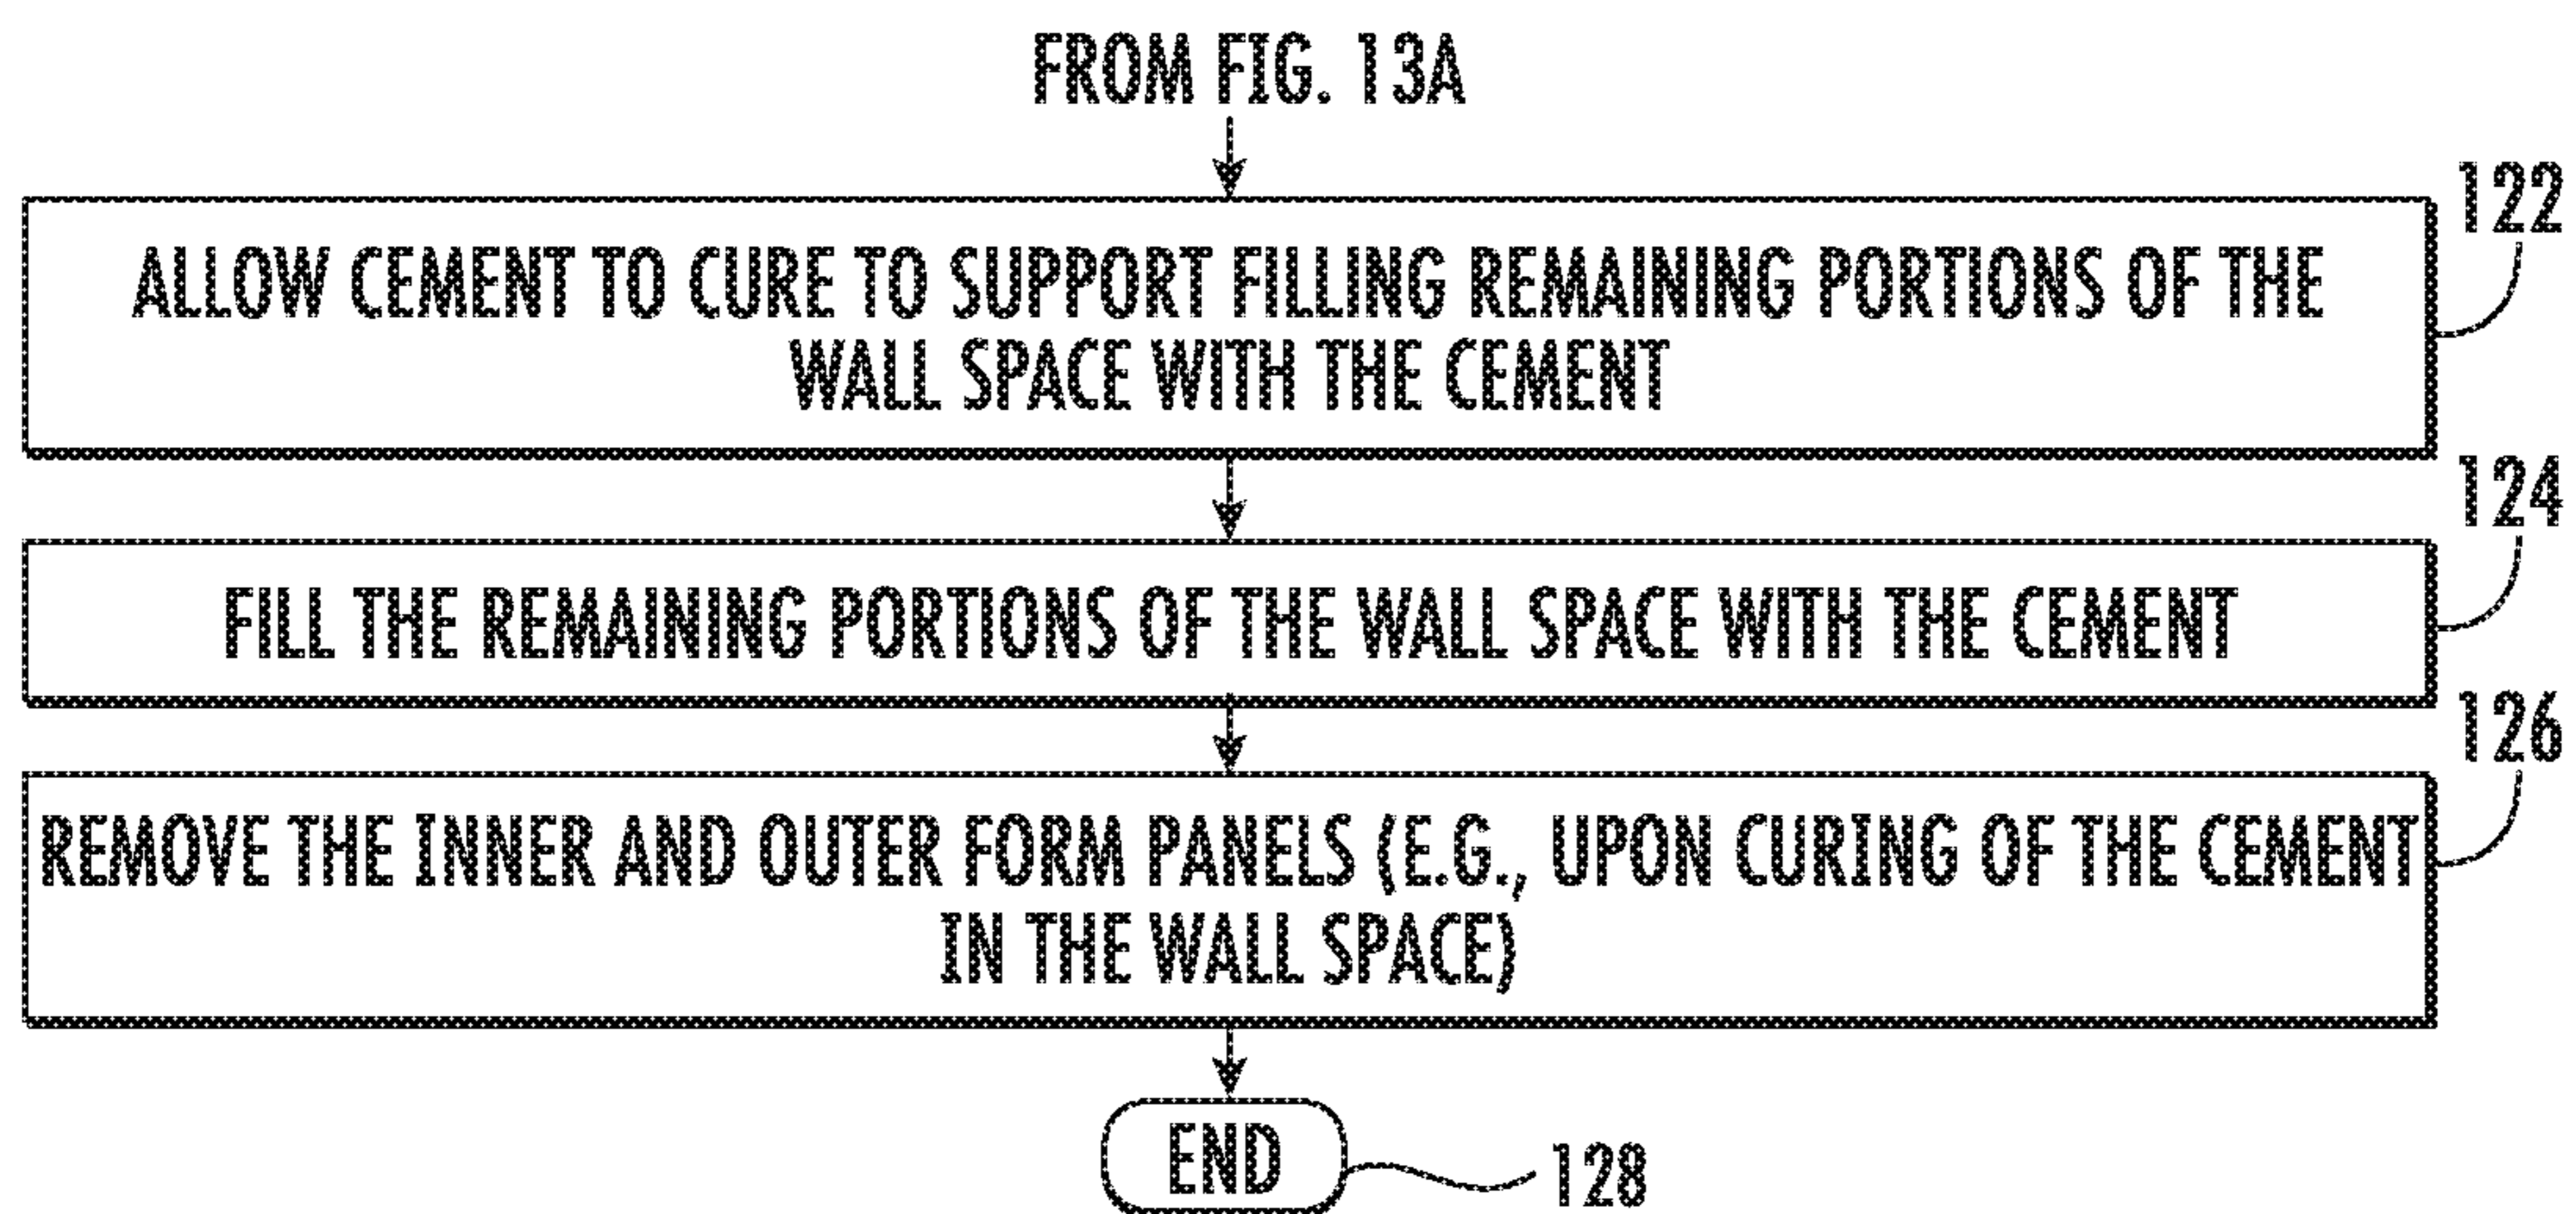 FROM FIG. 13A
122
ALLOW CEMENT TO CURE TO SUPPORT FILLING REMAINING PORTIONS OF THE
WALL SPACE WITH THE CEMENT
124
FILL THE REMAINING PORTIONS OF THE WALL SPACE WITH THE CEMENT
126
REMOVE THE INNER AND OUTER FORM PANELS (E.G., UPON CURING OF THE CEMENT
IN THE WALL SPACE)
END
128